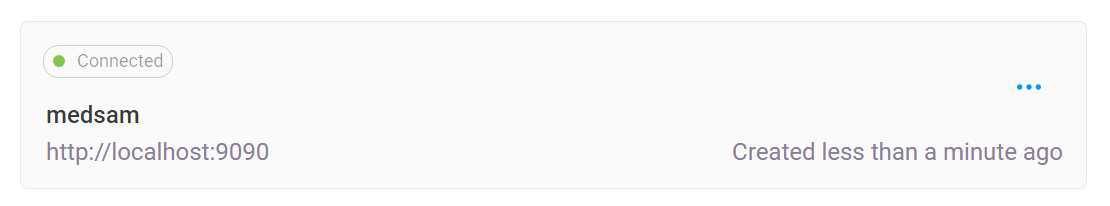 Connected
medsam
http://localhost:9090
Created less than a minute ago